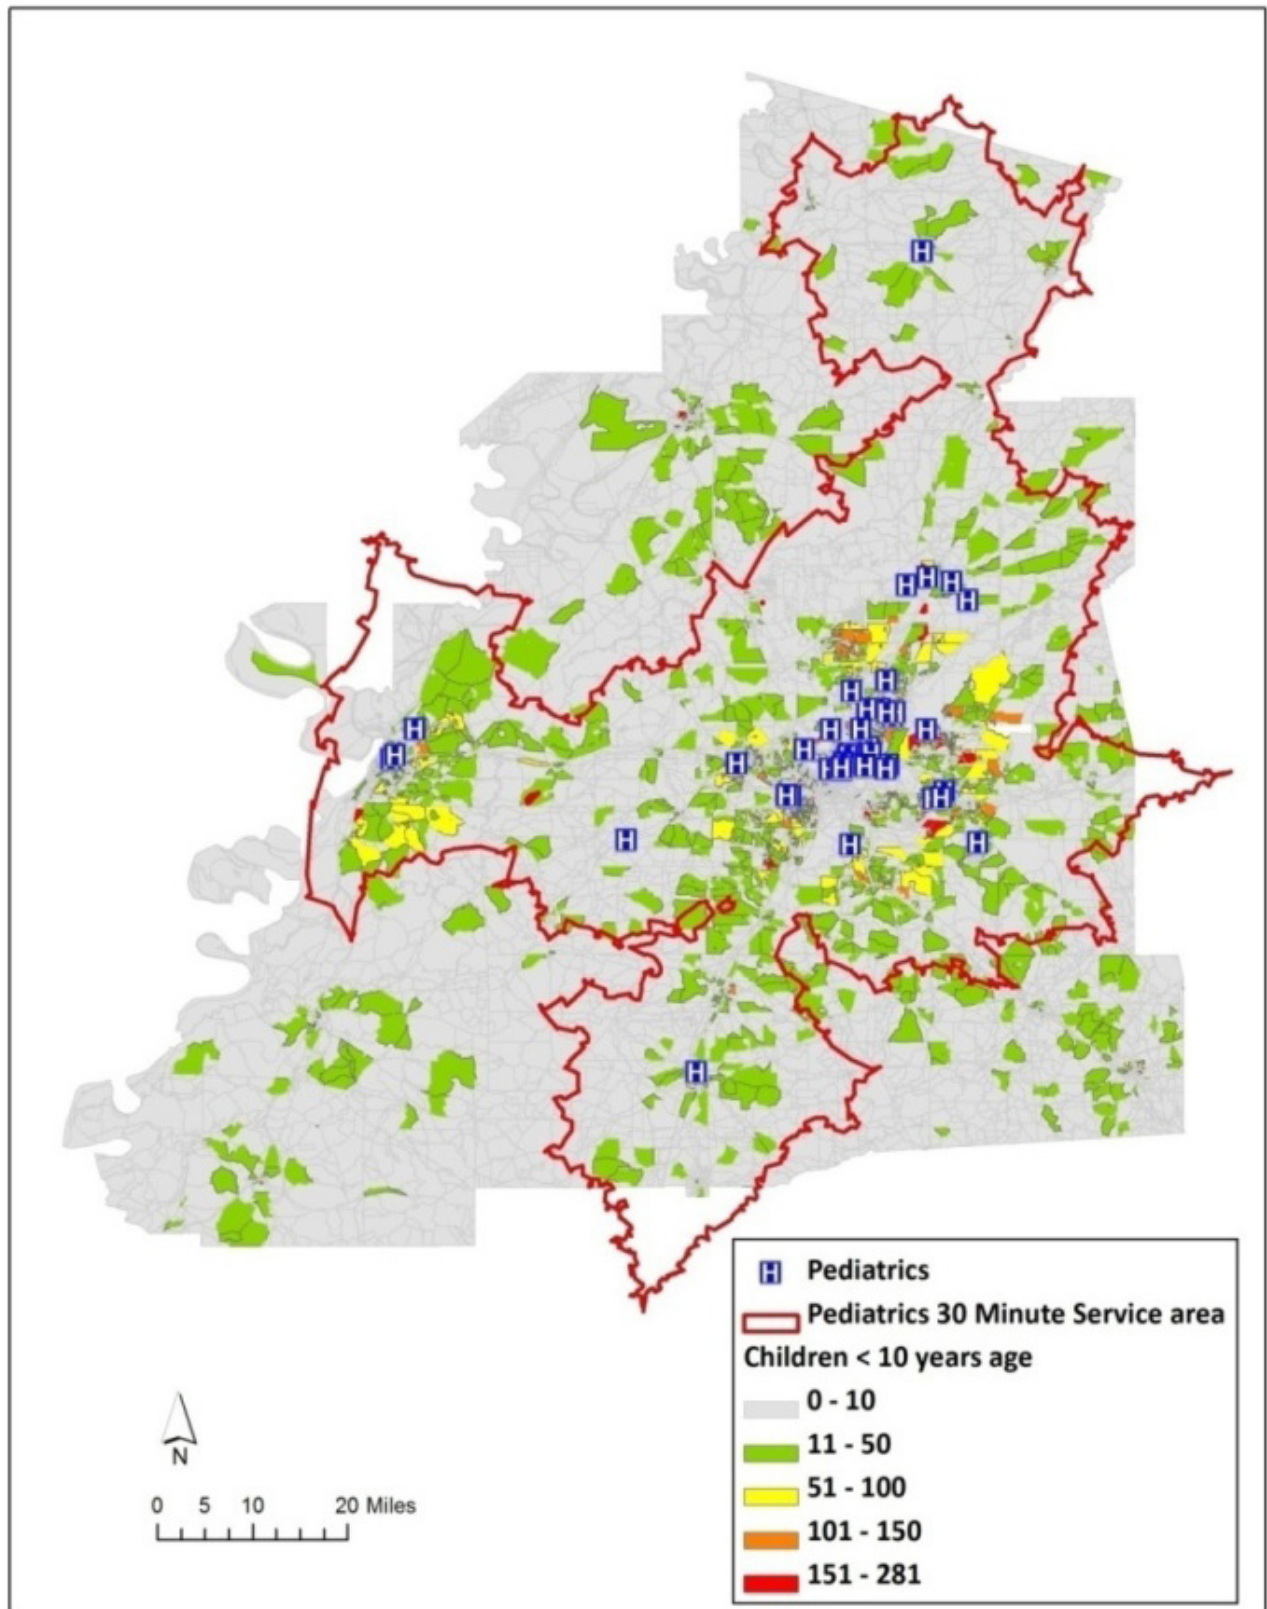 Pediatrics
Pediatrics 30 Minute Service area
Children < 10 years age
0 - 10
11 - 50
51 - 100
101 - 150
151 - 281
N
0 5 10 20 Miles